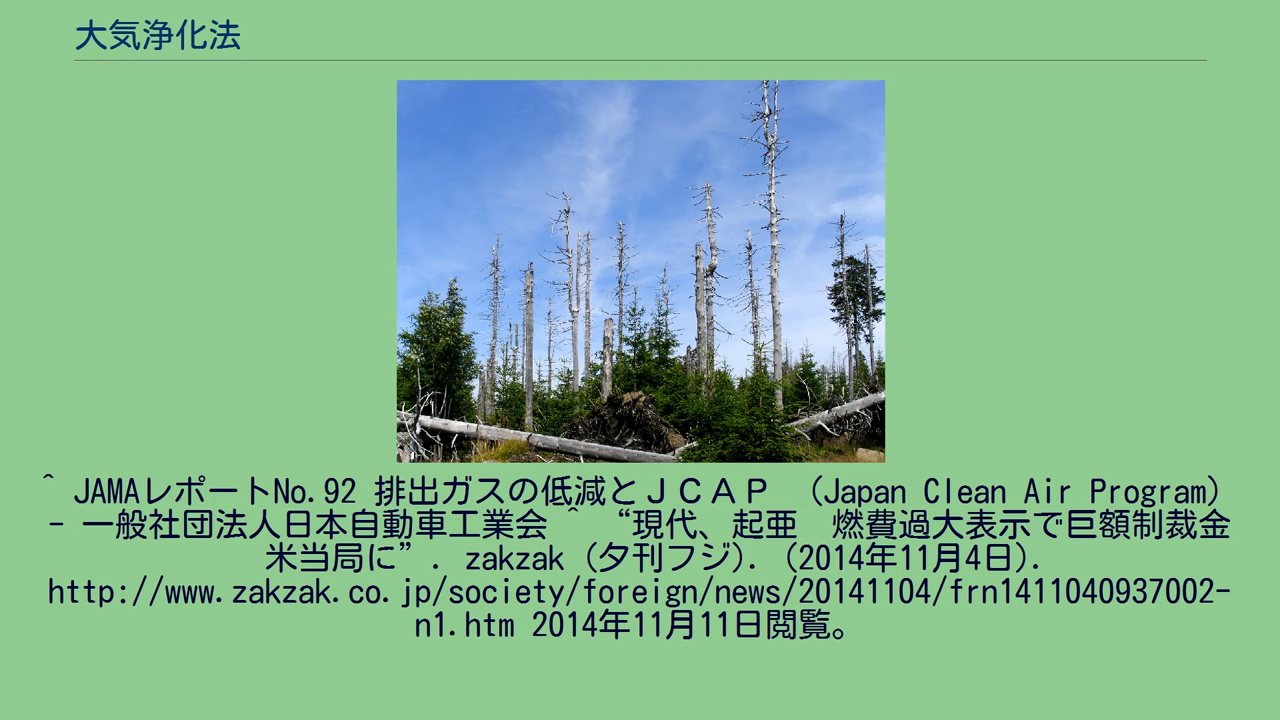 大気浄化法
^ JAMAレポートNo.92 排出ガスの低減とＪＣＡＰ （Japan Clean Air Program）
- 一般社団法人日本自動車工業会 ^ “現代、起亜　燃費過大表示で巨額制裁金
米当局に”. zakzak (夕刊フジ). (2014年11月4日).
http://www.zakzak.co.jp/society/foreign/news/20141104/frn1411040937002-
n1.htm 2014年11月11日閲覧。